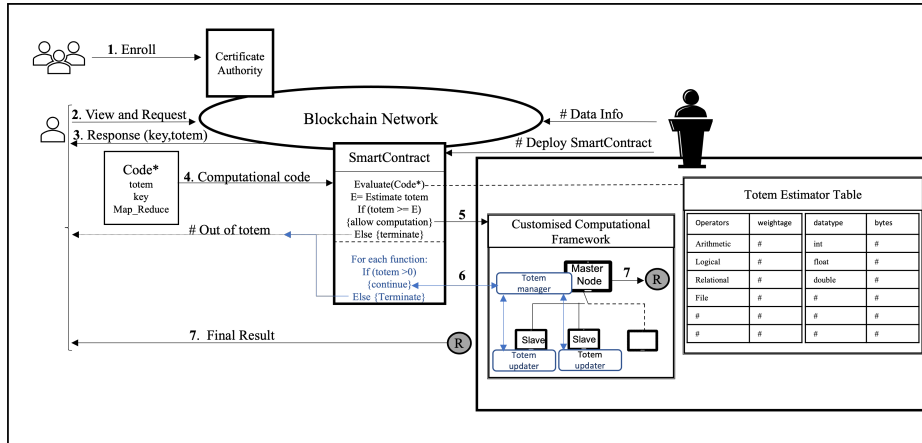 1. Enroll
Certificate
Authority
2. View and Request
Blockchain Network
# Data Info
3. Response (key,totem)
# Deploy SmartContract
Code*
totem
key
Map_Reduce
4. Computational code
SmartContract
Evaluate(Code*)
E= Estimate totem
If (totem >= E)
{allow computation}
Else {terminate}
5
# Out of totem
For each function:
If (totem >0)
{continue}
Else {Terminate}
6
Customised Computational
Framework
Totem
manager
Master
Node
7
R
Slave
Slave
Totem
updater
Totem
updater
Totem Estimator Table
Operators weightage datatype bytes
Arithmetic # int #
Logical # float #
Relational # double #
File # # #
# # # #
# # # #
7. Final Result
R